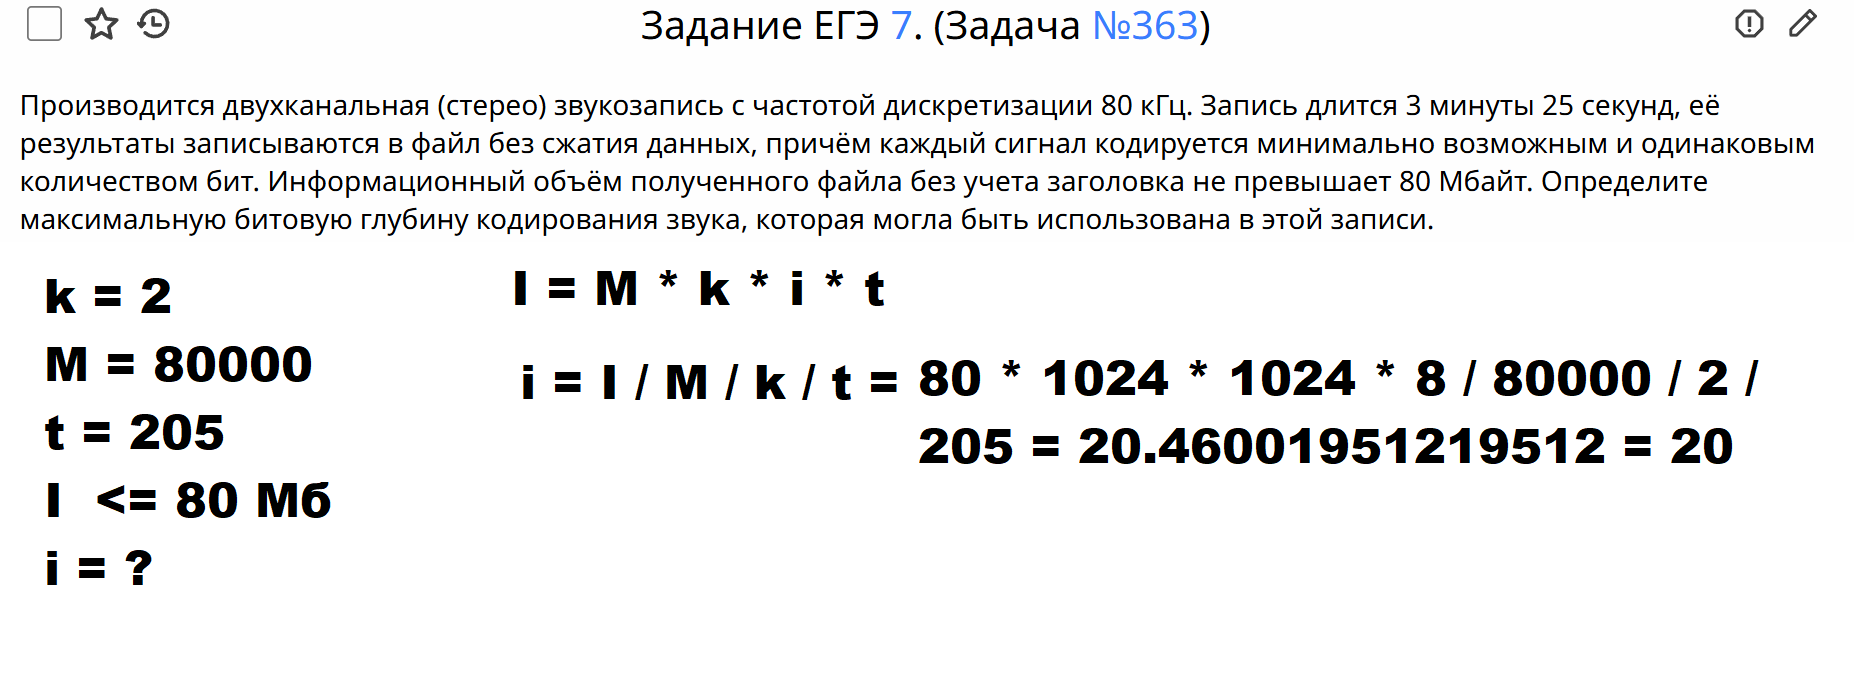 Задание ЕГЭ 7. (Задача №363)
Производится двухканальная (стерео) звукозапись с частотой дискретизации 80 кГц. Запись длится 3 минуты 25 секунд, её
результаты записываются в файл без сжатия данных, причём каждый сигнал кодируется минимально возможным и одинаковым
количеством бит. Информационный объём полученного файла без учета заголовка не превышает 80 Мбайт. Определите
максимальную битовую глубину кодирования звука, которая могла быть использована в этой записи.
k = 2
M = 80000
t = 205
I <= 80 Мб
i = ?
I = M * k * i * t
i = I / M / k / t = 80 * 1024 * 1024 * 8 / 80000 / 2 /
205 = 20.46001951219512 = 20